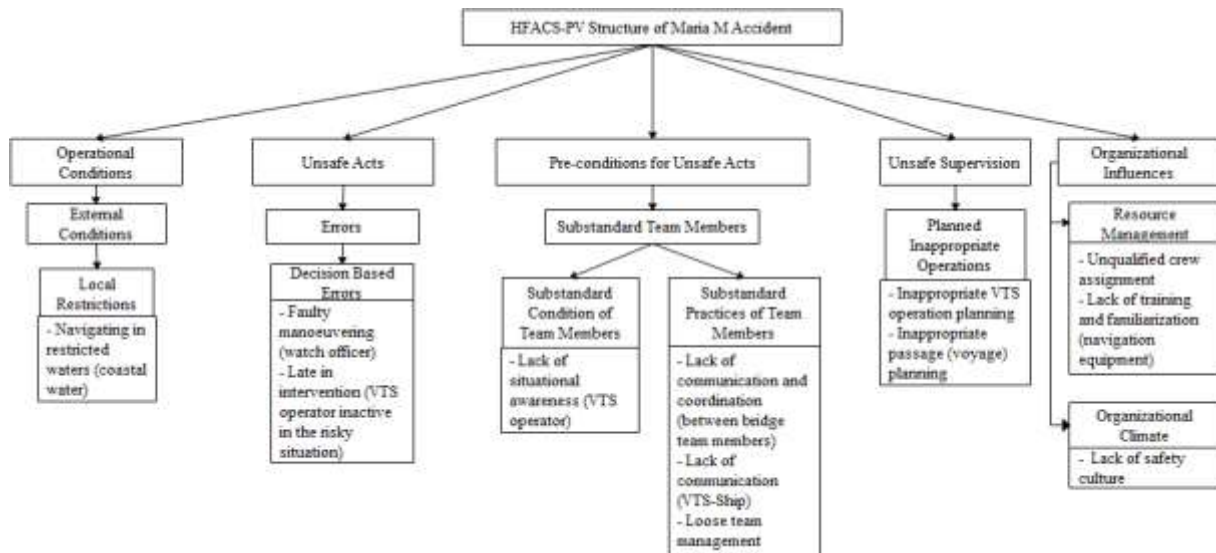 HFACS-PV Structure of Maria M Accident
Operational
Conditions
Unsafe Acts
Pre-conditions for Unsafe Acts
Unsafe Supervision
Organizational
Influences
External
Conditions
Errors
Substandard Team Members
Planned
Inappropriate
Operations
Resource
Management
Local
Restrictions
- Navigating in
restricted
waters (coastal
water)
Decision Based
Errors
- Faulty
manoeuvering
(watch officer)
- Late in
intervention (VTS
operator inactive
in the risky
situation)
Substandard
Condition of
Team Members
- Lack of
situational
awareness (VTS
operator)
Substandard
Practices of Team
Members
- Lack of
communication and
coordination
(between bridge
team members)
- Lack of
communication
(VTS-Ship)
- Loose team
management
- Inappropriate VTS
operation planning
- Inappropriate
passage (voyage)
planning
- Unqualified crew
assignment
- Lack of training
and familiarization
(navigation
equipment)
Organizational
Climate
- Lack of safety
culture